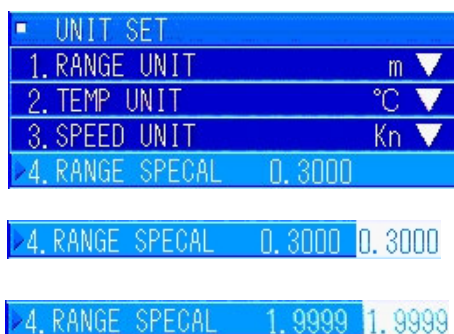 UNIT SET
1. RANGE UNIT m ▼
2. TEMP UNIT °C ▼
3. SPEED UNIT Kn ▼
4. RANGE SPECAL 0.3000
4. RANGE SPECAL 0.3000 0.3000
4. RANGE SPECAL 1.9999 1.9999